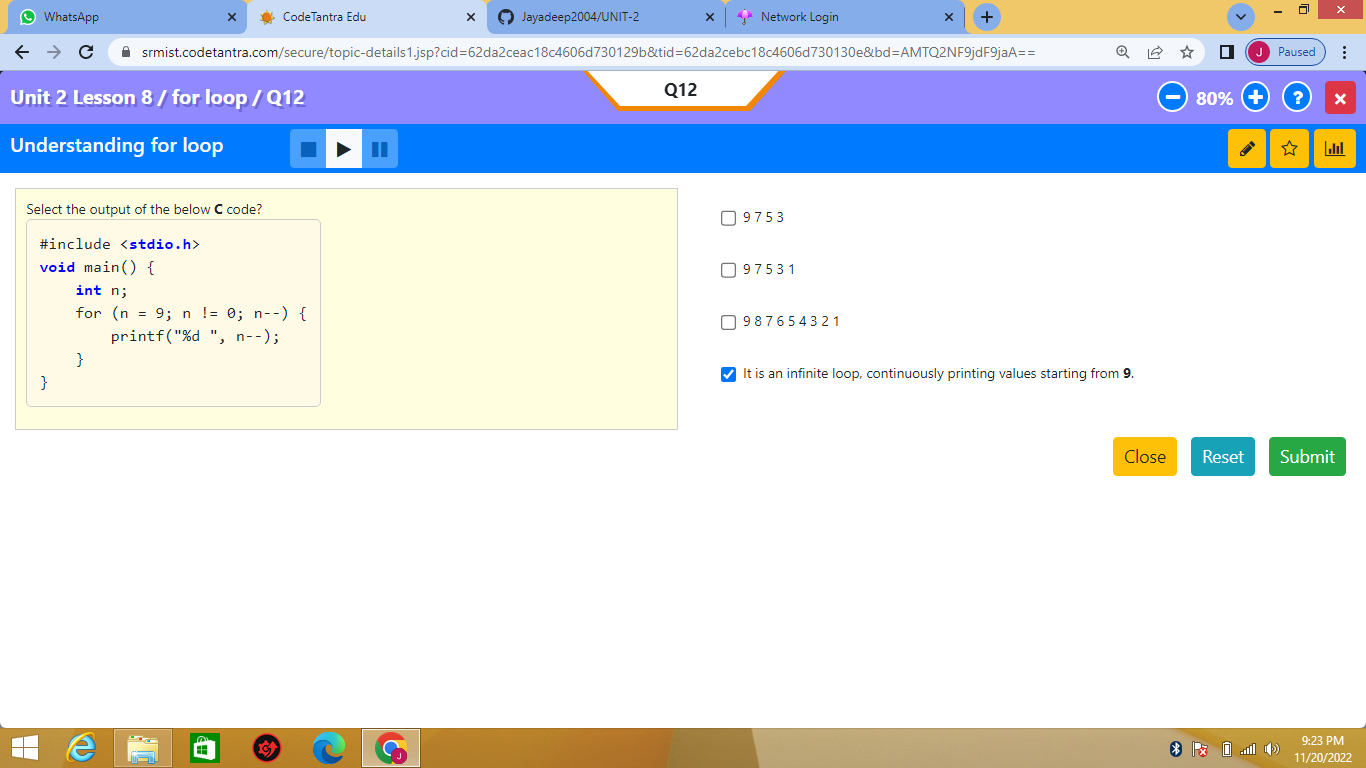 WhatsApp
CodeTantra Edu
Jayadeep2004/UNIT-2
Network Login
srmist.codetantra.com/secure/topic-details1.jsp?cid=62da2ceac18c4606d730129b&tid=62da2cebc18c4606d730130e&bd=AMTQ2NF9jdF9jaA==
J Paused
Unit 2 Lesson 8 / for loop / Q12
Q12
80%
?
x
Understanding for loop
Select the output of the below C code?
#include <stdio.h>
void main() {
    int n;
    for (n = 9; n != 0; n--) {
        printf("%d ", n--);
    }
}
9 7 5 3
9 7 5 3 1
9 8 7 6 5 4 3 2 1
It is an infinite loop, continuously printing values starting from 9.
Close
Reset
Submit
J
9:23 PM
11/20/2022